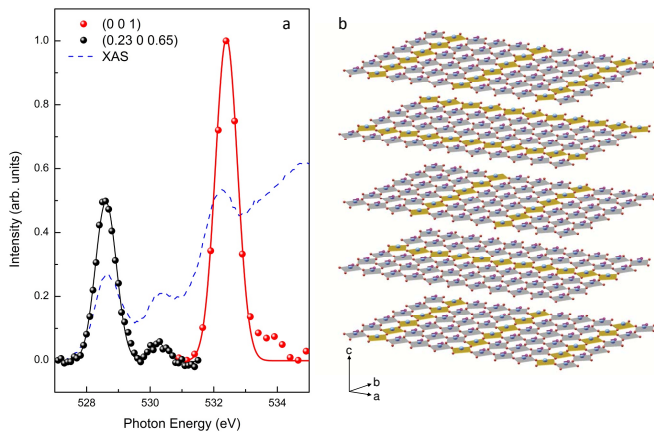 a
(0 0 1)
(0.23 0 0.65)
XAS
1.0
0.8
0.6
0.4
0.2
0.0
Intensity (arb. units)
528
530
532
534
Photon Energy (eV)
b
c
b
a